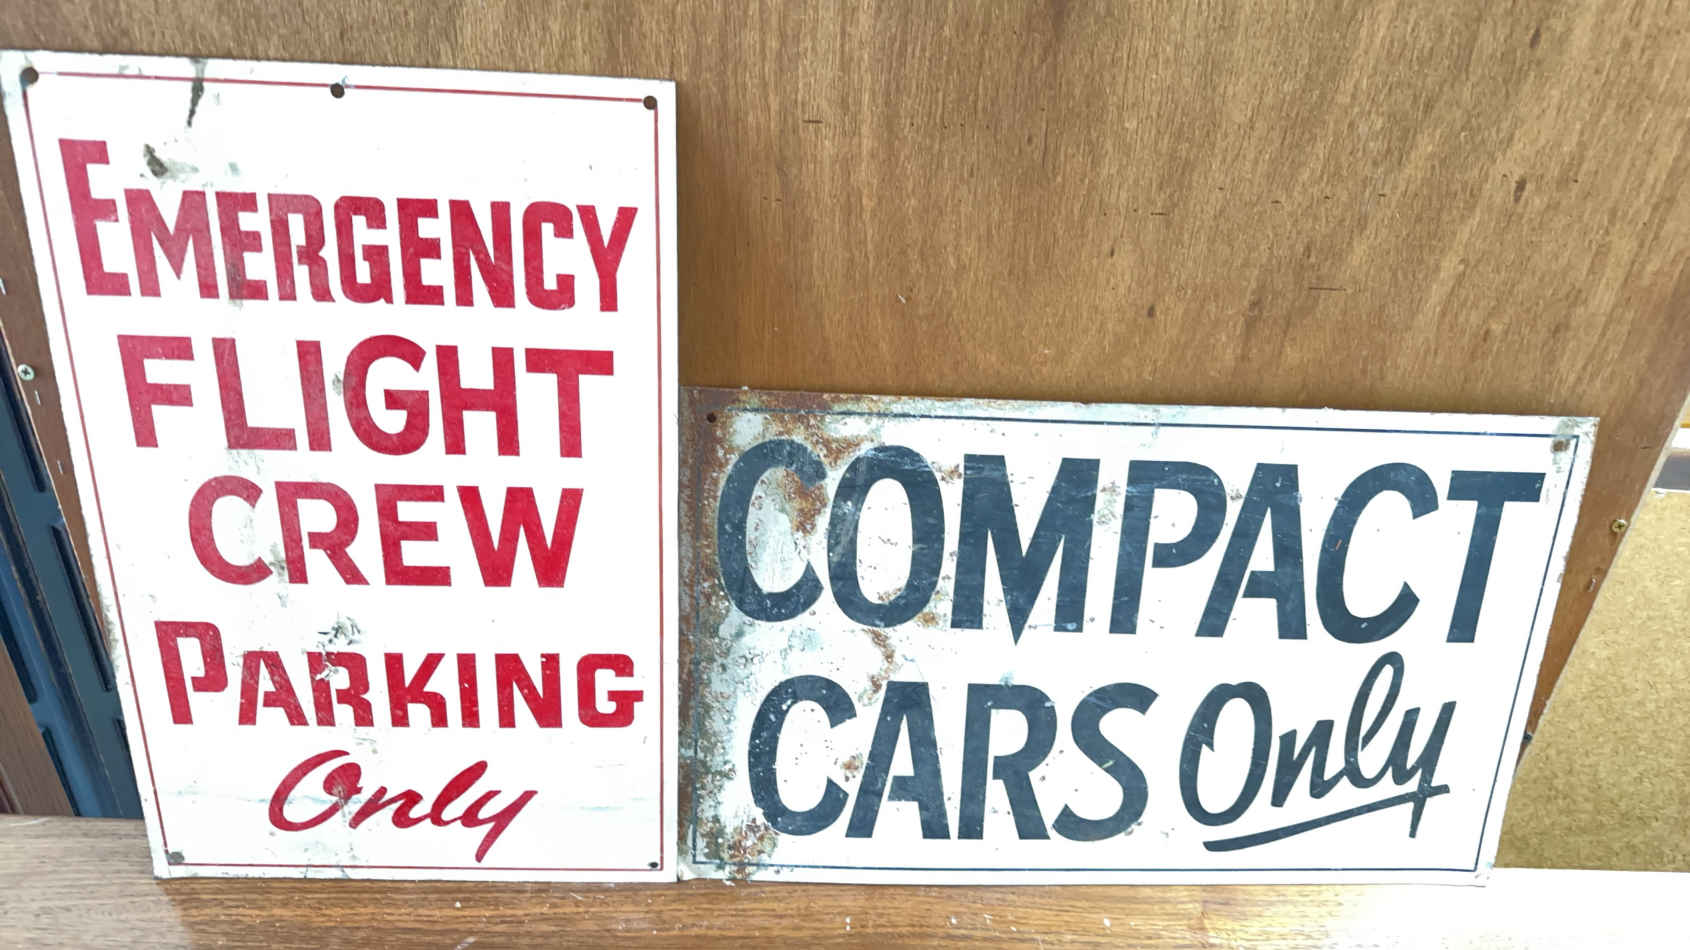 EMERGENCY
FLIGHT
CREW
PARKING
Only
COMPACT
CARS Only